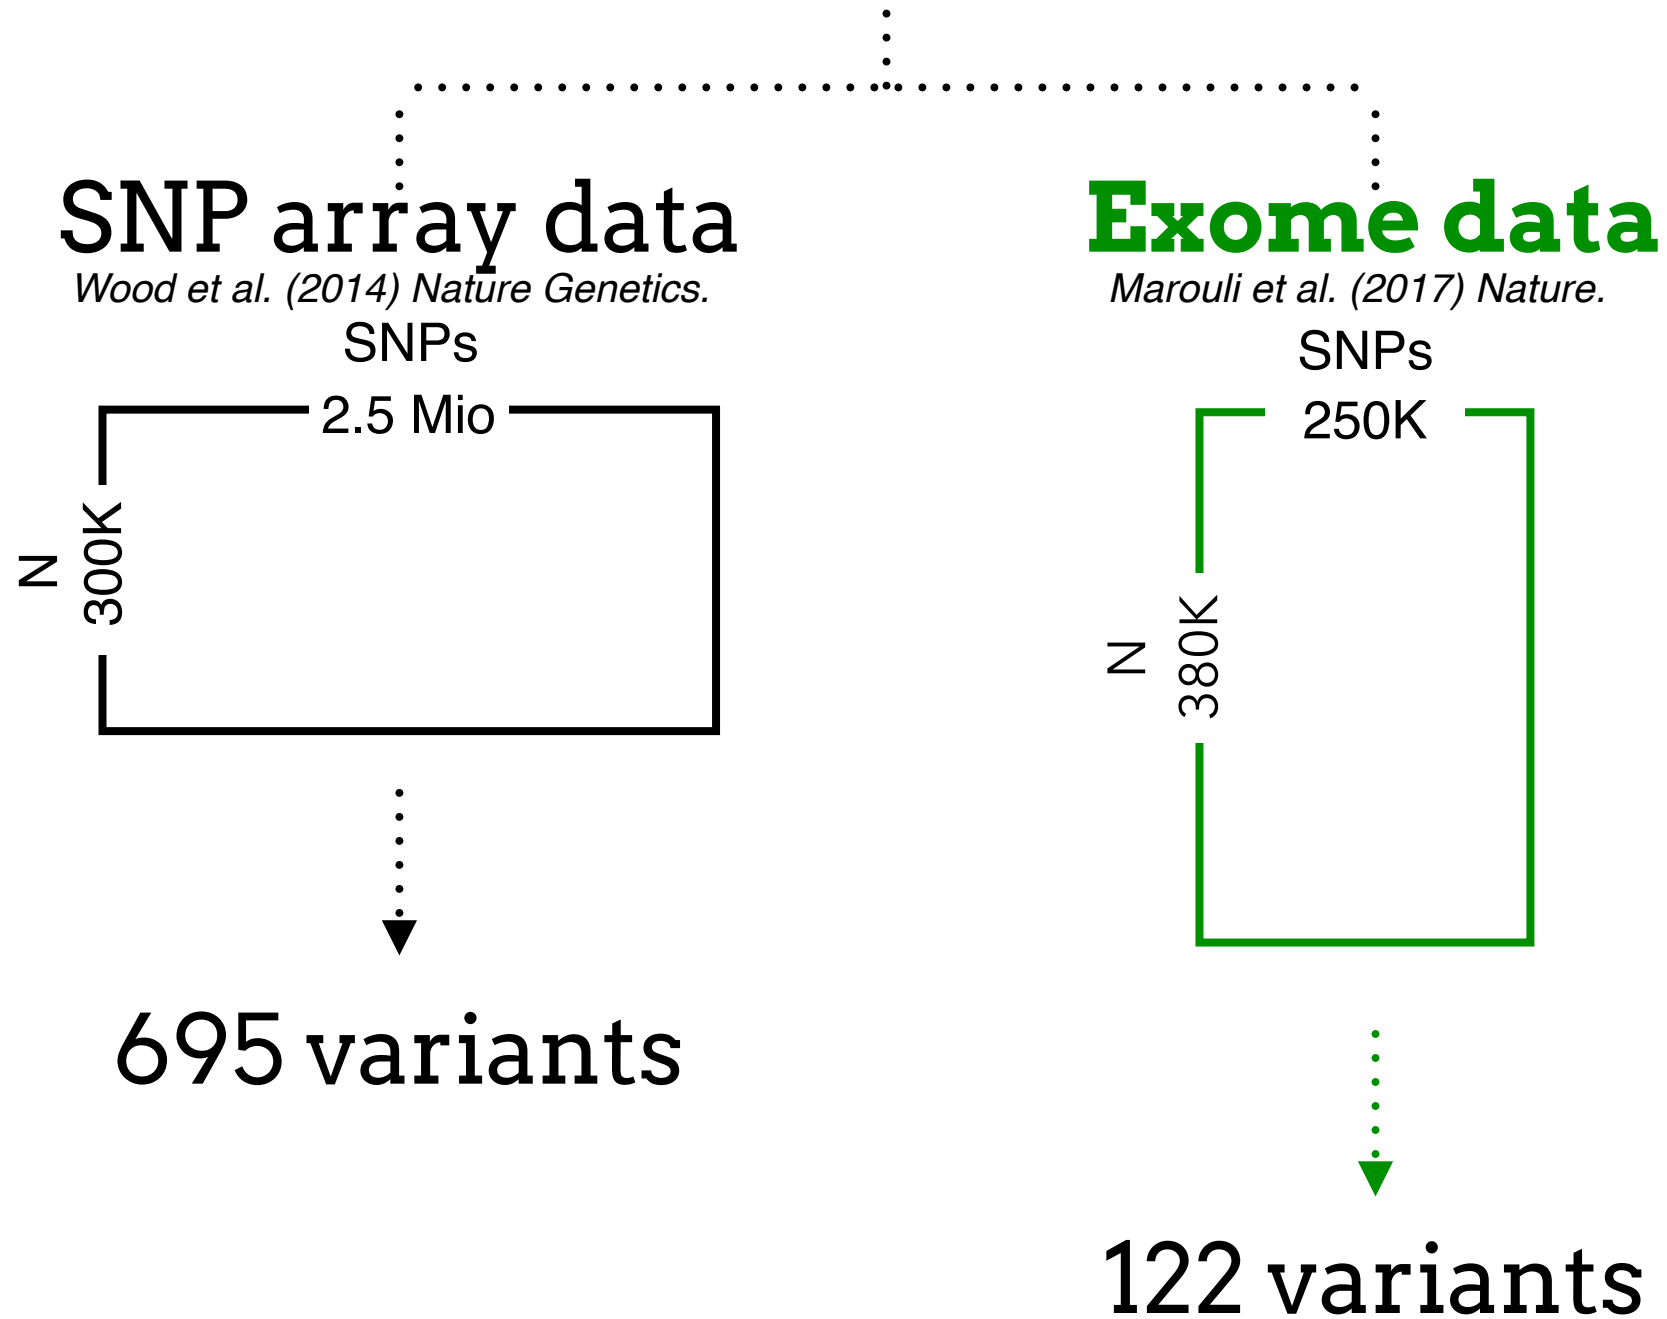 SNP array data
Wood et al. (2014) Nature Genetics.
SNPs
2.5 Mio
N
300K
695 variants
Exome data
Marouli et al. (2017) Nature.
SNPs
250K
N
380K
122 variants